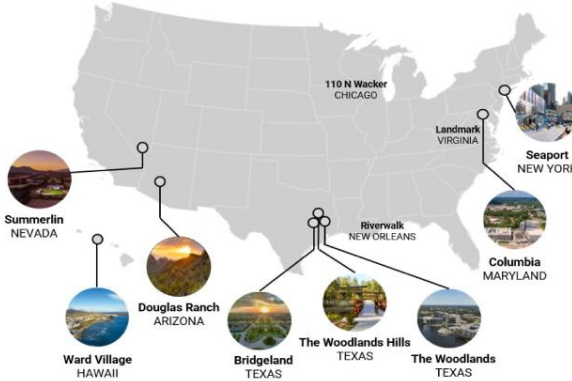 110 N Wacker
CHICAGO
Landmark
VIRGINIA
Seaport
NEW YORK
Summerlin
NEVADA
Riverwalk
NEW ORLEANS
Columbia
MARYLAND
Douglas Ranch
ARIZONA
Ward Village
HAWAII
Bridgeland
TEXAS
The Woodlands Hills
TEXAS
The Woodlands
TEXAS